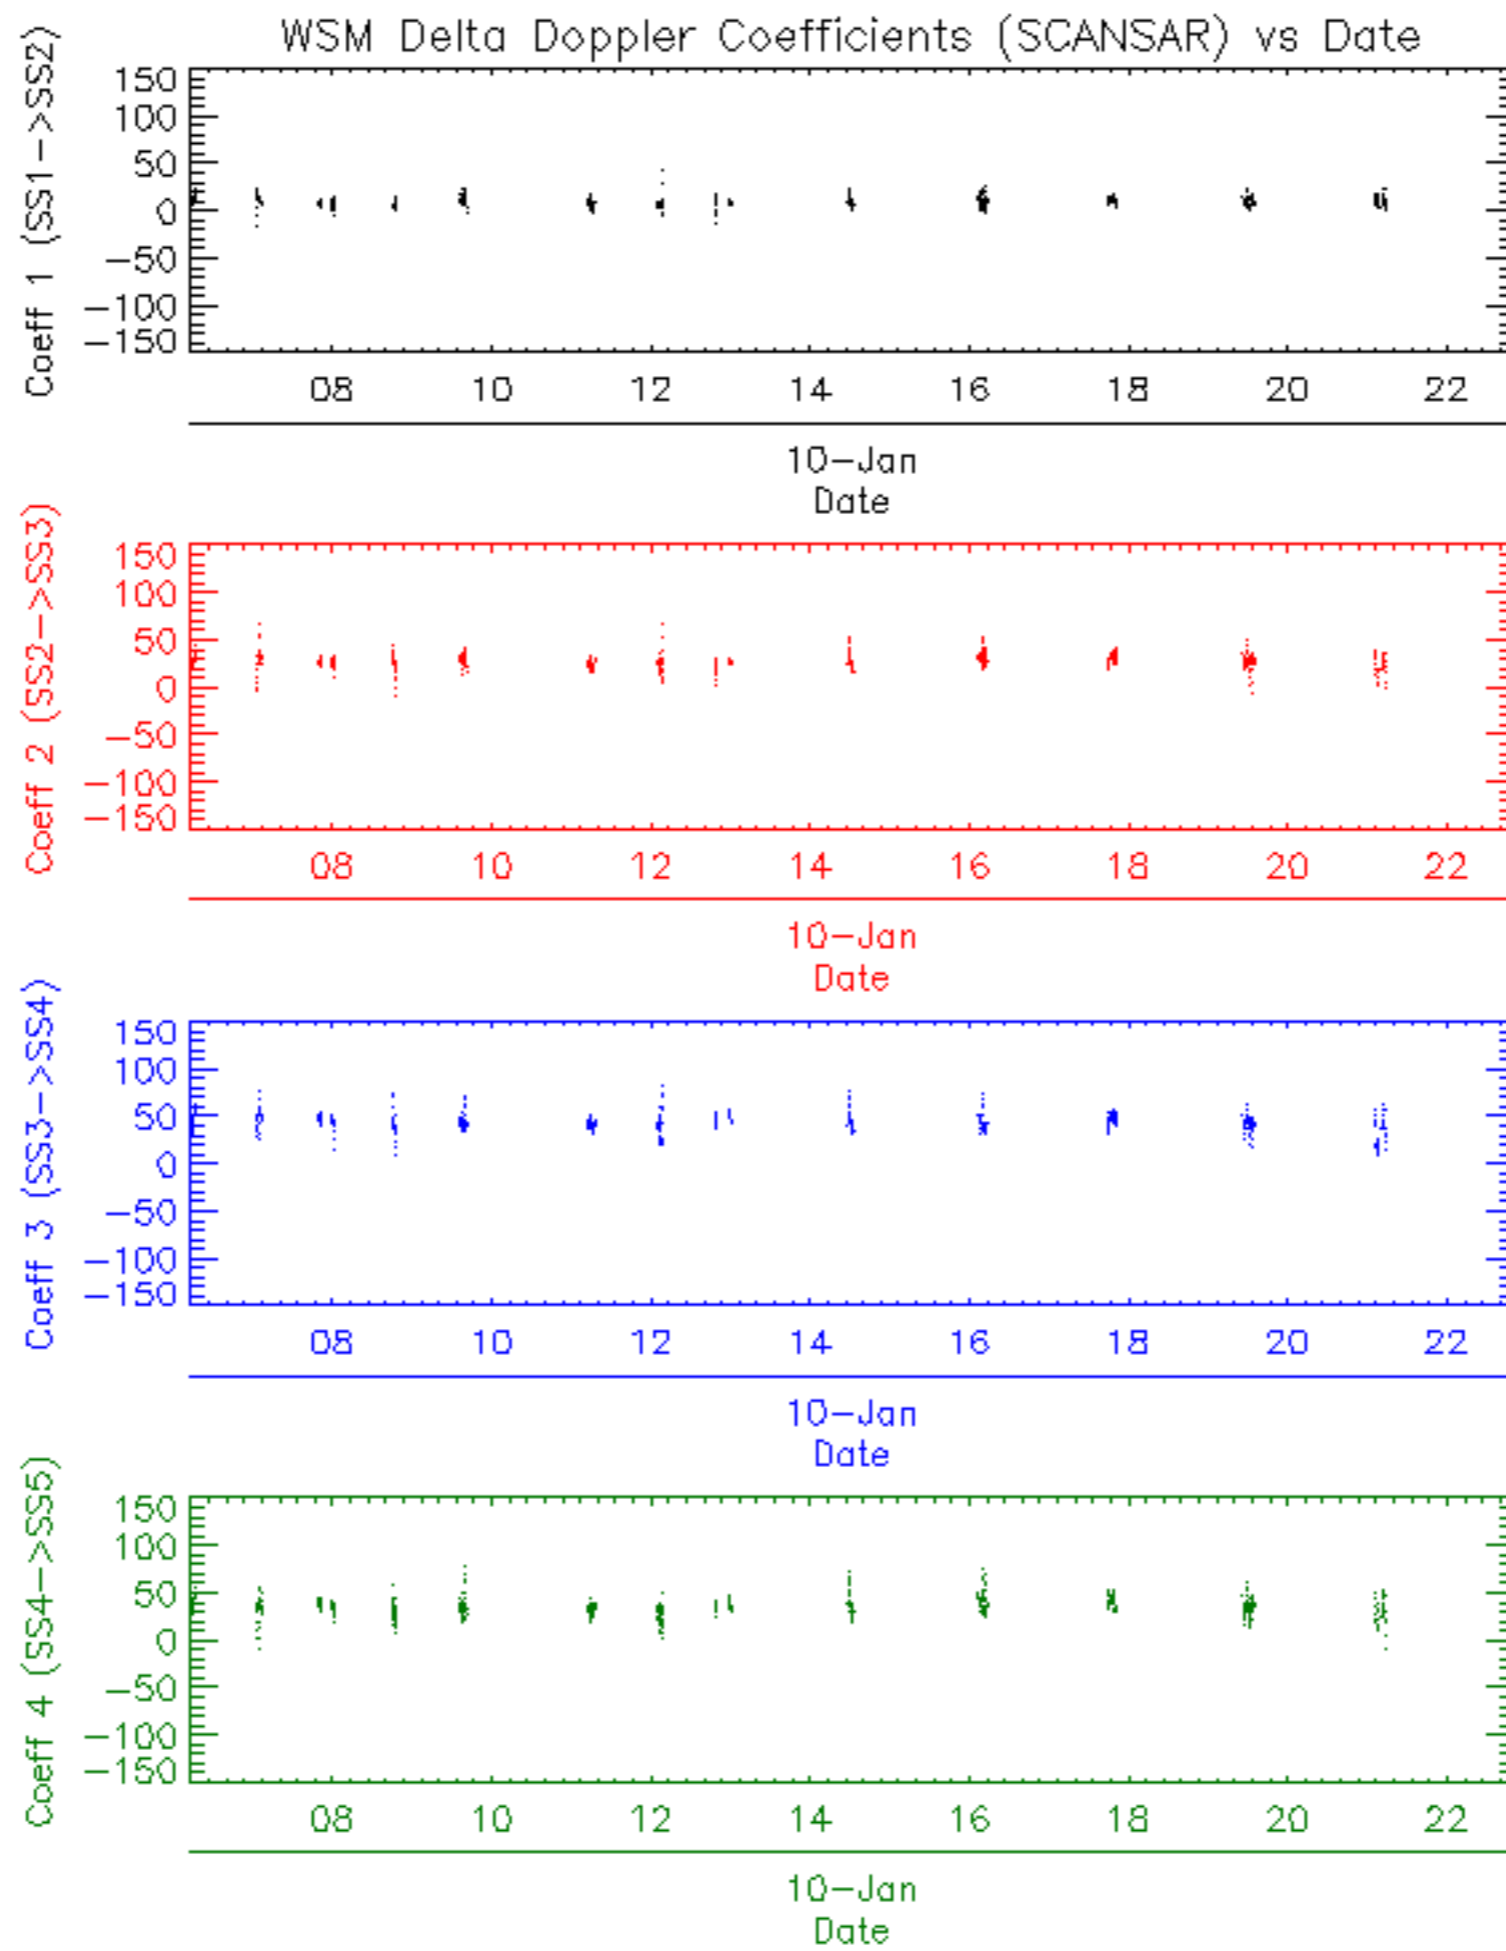 WSM Delta Doppler Coefficients (SCANSAR) vs Date
Coeff 1 (SS1->SS2)
150
100
50
0
-50
-100
-150
08 10 12 14 16 18 20 22
10-Jan
Date
Coeff 2 (SS2->SS3)
150
100
50
0
-50
-100
-150
08 10 12 14 16 18 20 22
10-Jan
Date
Coeff 3 (SS3->SS4)
150
100
50
0
-50
-100
-150
08 10 12 14 16 18 20 22
10-Jan
Date
Coeff 4 (SS4->SS5)
150
100
50
0
-50
-100
-150
08 10 12 14 16 18 20 22
10-Jan
Date